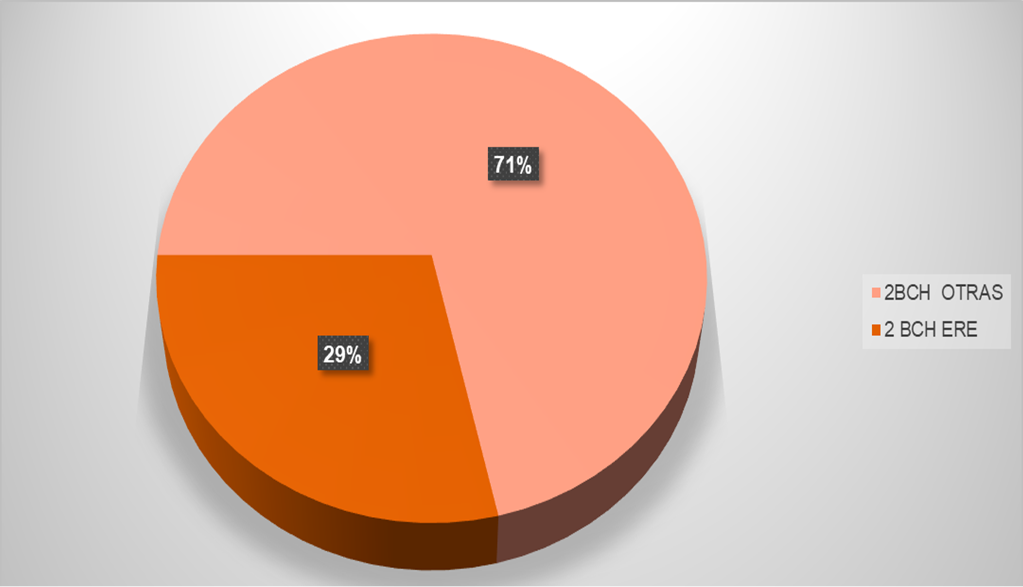 71%
29%
2BCH  OTRAS
2 BCH ERE